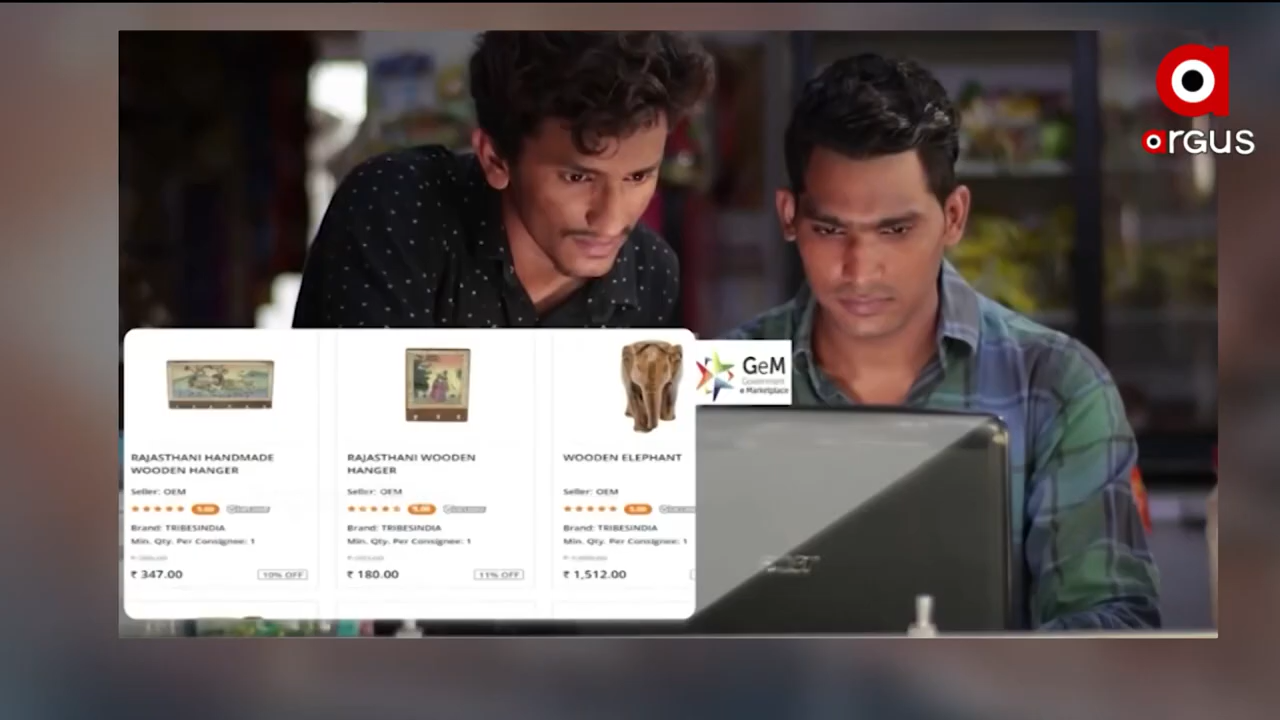 argus
GeM
Government
e Marketplace
RAJASTHANI HANDMADE
WOODEN HANGER
Seller: OEM
5.00
Brand: TRIBESINDIA
Min. Qty. Per Consignee: 1
₹ 347.00
10% OFF
RAJASTHANI WOODEN
HANGER
Seller: OEM
5.00
Brand: TRIBESINDIA
Min. Qty. Per Consignee: 1
₹ 180.00
11% OFF
WOODEN ELEPHANT
Seller: OEM
5.00
Brand: TRIBESINDIA
Min. Qty. Per Consignee: 1
₹ 1,512.00